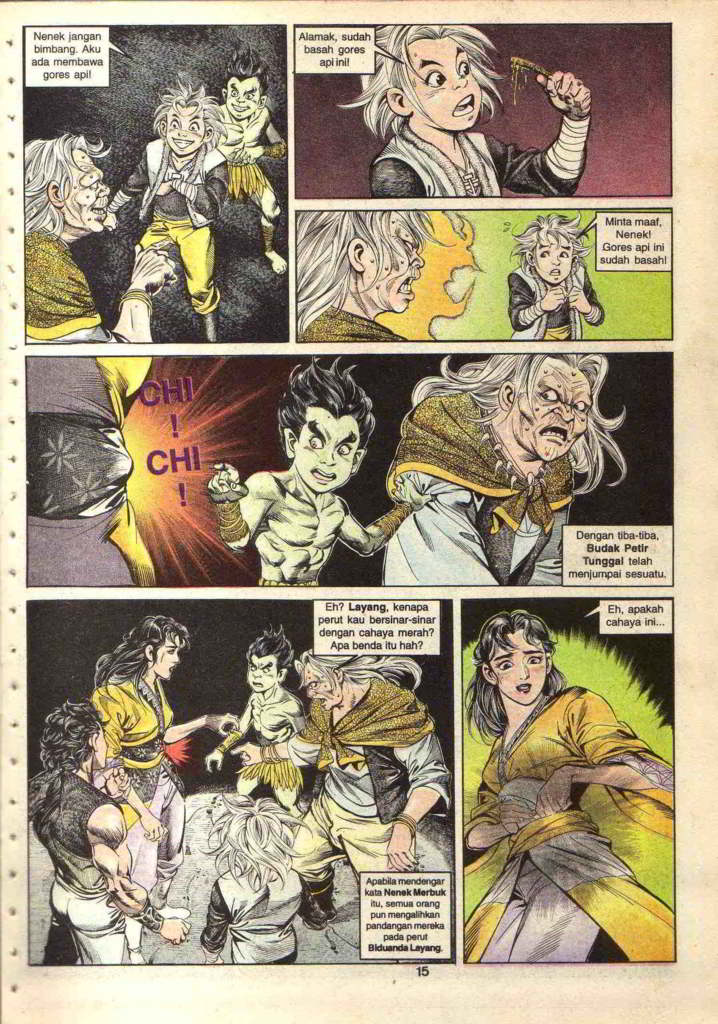 Nenek jangan
bimbang. Aku
ada membawa
gores api!
Alamak, sudah
basah gores
api ini!
Minta maaf,
Nenek!
Gores api ini
sudah basah!
CHI
!
CHI
!
Dengan tiba-tiba,
Budak Petir
Tunggal telah
menjumpai sesuatu.
Eh? Layang, kenapa
perut kau bersinar-sinar
dengan cahaya merah?
Apa benda itu hah?
Apabila mendengar
kata Nenek Merbuk
itu, semua orang
pun mengalihkan
pandangan mereka
pada perut
Biduanda Layang.
Eh, apakah
cahaya ini...
15